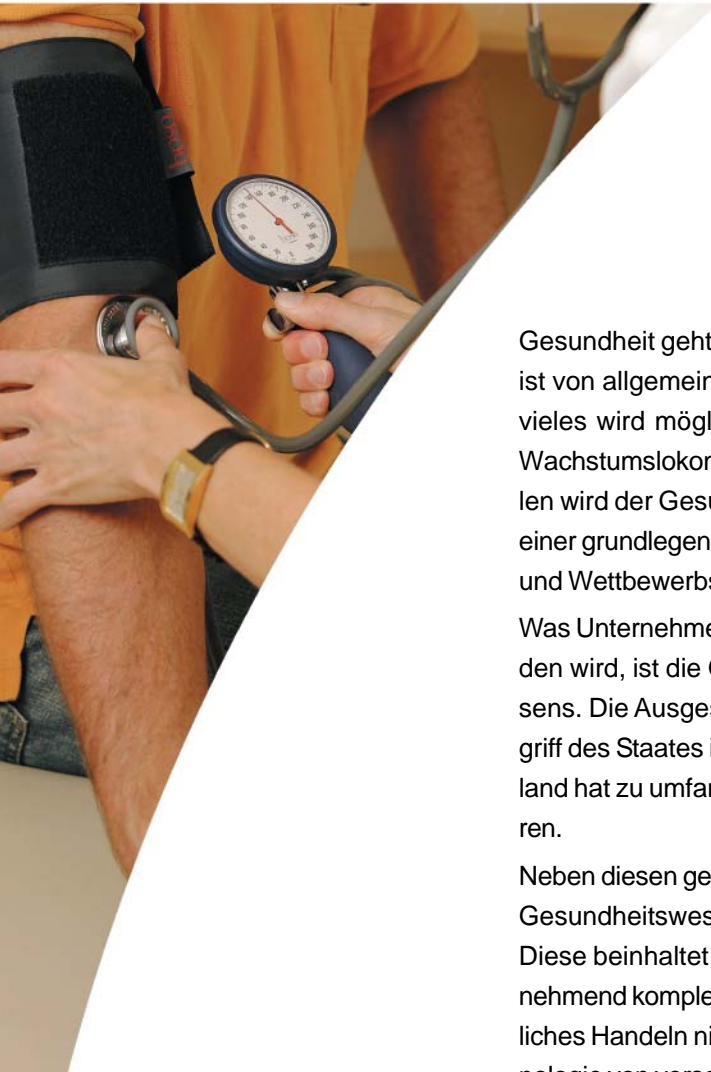 boso
Gesundheit geht
ist von allgemein
vieles wird mögl
Wachstumslokor
len wird der Gesu
einer grundlegen
und Wettbewerbs
Was Unternehme
den wird, ist die
sens. Die Ausges
griff des Staates i
land hat zu umfar
ren.
Neben diesen ge
Gesundheitswes
Diese beinhaltet
nehmend komple
liches Handeln ni